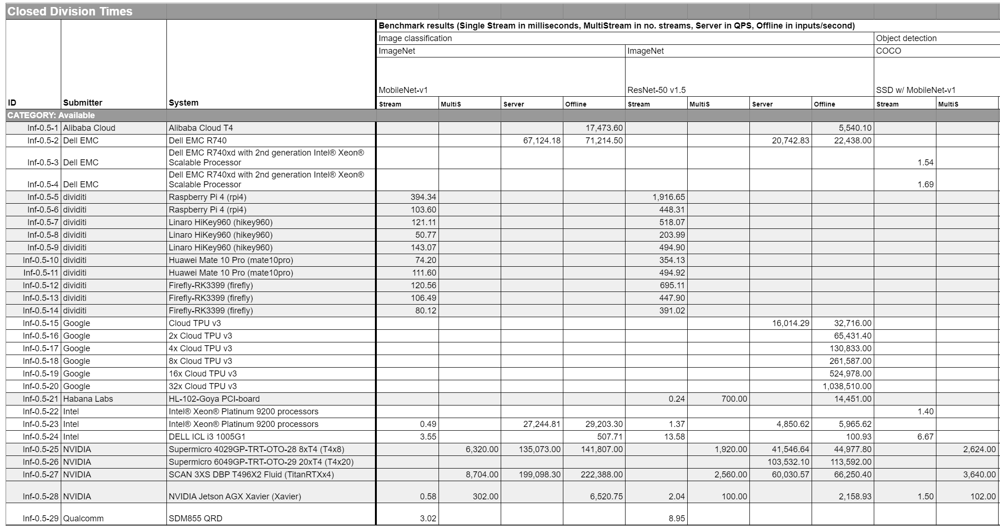 Closed Division Times
Benchmark results (Single Stream in milliseconds, MultiStream in no. streams, Server in QPS, Offline in inputs/second)
Image classification Object detection
ImageNet ImageNet COCO
MobileNet-v1 ResNet-50 v1.5 SSD w/ MobileNet-v1
ID Submitter System Stream MultiS Server Offline Stream MultiS Server Offline Stream MultiS
CATEGORY: Available
Inf-0.5-1 Alibaba Cloud Alibaba Cloud T4 17,473.60 5,540.10
Inf-0.5-2 Dell EMC Dell EMC R740 67,124.18 71,214.50 20,742.83 22,438.00
Dell EMC R740xd with 2nd generation Intel® Xeon®
Inf-0.5-3 Dell EMC Scalable Processor 1.54
Dell EMC R740xd with 2nd generation Intel® Xeon®
Inf-0.5-4 Dell EMC Scalable Processor 1.69
Inf-0.5-5 dividiti Raspberry Pi 4 (rpi4) 394.34 1,916.65
Inf-0.5-6 dividiti Raspberry Pi 4 (rpi4) 103.60 448.31
Inf-0.5-7 dividiti Linaro HiKey960 (hikey960) 121.11 518.07
Inf-0.5-8 dividiti Linaro HiKey960 (hikey960) 50.77 203.99
Inf-0.5-9 dividiti Linaro HiKey960 (hikey960) 143.07 494.90
Inf-0.5-10 dividiti Huawei Mate 10 Pro (mate10pro) 74.20 354.13
Inf-0.5-11 dividiti Huawei Mate 10 Pro (mate10pro) 111.60 494.92
Inf-0.5-12 dividiti Firefly-RK3399 (firefly) 120.56 695.11
Inf-0.5-13 dividiti Firefly-RK3399 (firefly) 106.49 447.90
Inf-0.5-14 dividiti Firefly-RK3399 (firefly) 80.12 391.02
Inf-0.5-15 Google Cloud TPU v3 16,014.29 32,716.00
Inf-0.5-16 Google 2x Cloud TPU v3 65,431.40
Inf-0.5-17 Google 4x Cloud TPU v3 130,833.00
Inf-0.5-18 Google 8x Cloud TPU v3 261,587.00
Inf-0.5-19 Google 16x Cloud TPU v3 524,978.00
Inf-0.5-20 Google 32x Cloud TPU v3 1,038,510.00
Inf-0.5-21 Habana Labs HL-102-Goya PCI-board 0.24 700.00 14,451.00
Inf-0.5-22 Intel Intel® Xeon® Platinum 9200 processors 1.40
Inf-0.5-23 Intel Intel® Xeon® Platinum 9200 processors 0.49 27,244.81 29,203.30 1.37 4,850.62 5,965.62
Inf-0.5-24 Intel DELL ICL i3 1005G1 3.55 507.71 13.58 100.93 6.67
Inf-0.5-25 NVIDIA Supermicro 4029GP-TRT-OTO-28 8xT4 (T4x8) 6,320.00 135,073.00 141,807.00 1,920.00 41,546.64 44,977.80 2,624.00
Inf-0.5-26 NVIDIA Supermicro 6049GP-TRT-OTO-29 20xT4 (T4x20) 103,532.10 113,592.00
Inf-0.5-27 NVIDIA SCAN 3XS DBP T496X2 Fluid (TitanRTXx4) 8,704.00 199,098.30 222,388.00 2,560.00 60,030.57 66,250.40 3,640.00
Inf-0.5-28 NVIDIA NVIDIA Jetson AGX Xavier (Xavier) 0.58 302.00 6,520.75 2.04 100.00 2,158.93 1.50 102.00
Inf-0.5-29 Qualcomm SDM855 QRD 3.02 8.95